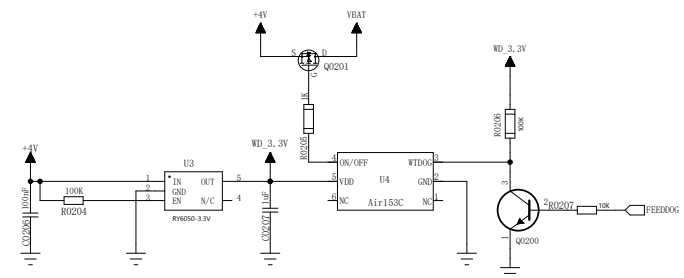 +4V
VBAT
S
D
G
Q0201
WD_3.3V
1K
R0205
R0206
100K
+4V
U3
WD_3.3V
4
ON/OFF
WTDOG
3
1
IN
OUT
5
5
VDD
U4
GND
2
2
GND
3
EN
N/C
4
6
NC
Air153C
NC
1
100K
R0204
RY6050-3.3V
C0206
100nF
C0207
1uF
3
2
R0207
10K
FEEDDOG
1
Q0200